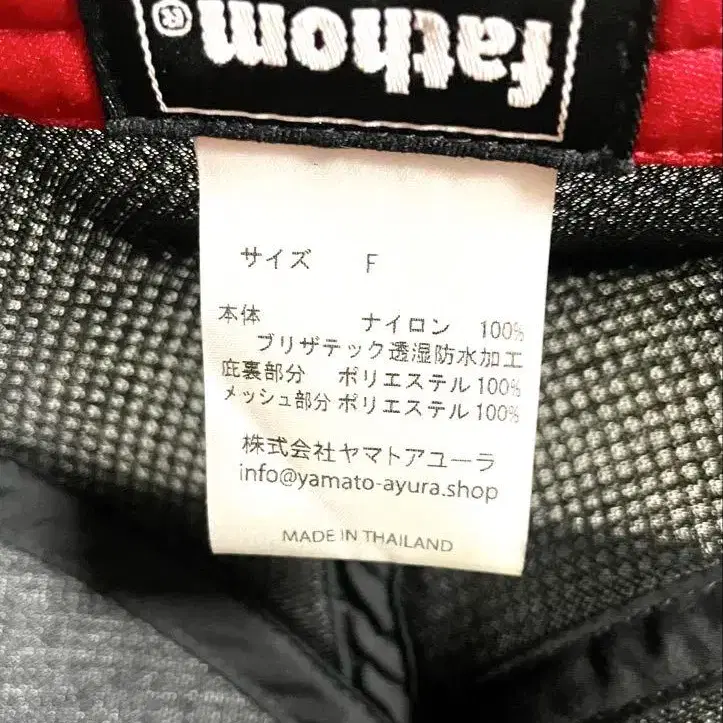 fathom®
サイズ F
本体 ナイロン 100%
ブリザテック透湿防水加工
庇裏部分 ポリエステル 100%
メッシュ部分 ポリエステル 100%
株式会社ヤマトアユーラ
info@yamato-ayura.shop
MADE IN THAILAND